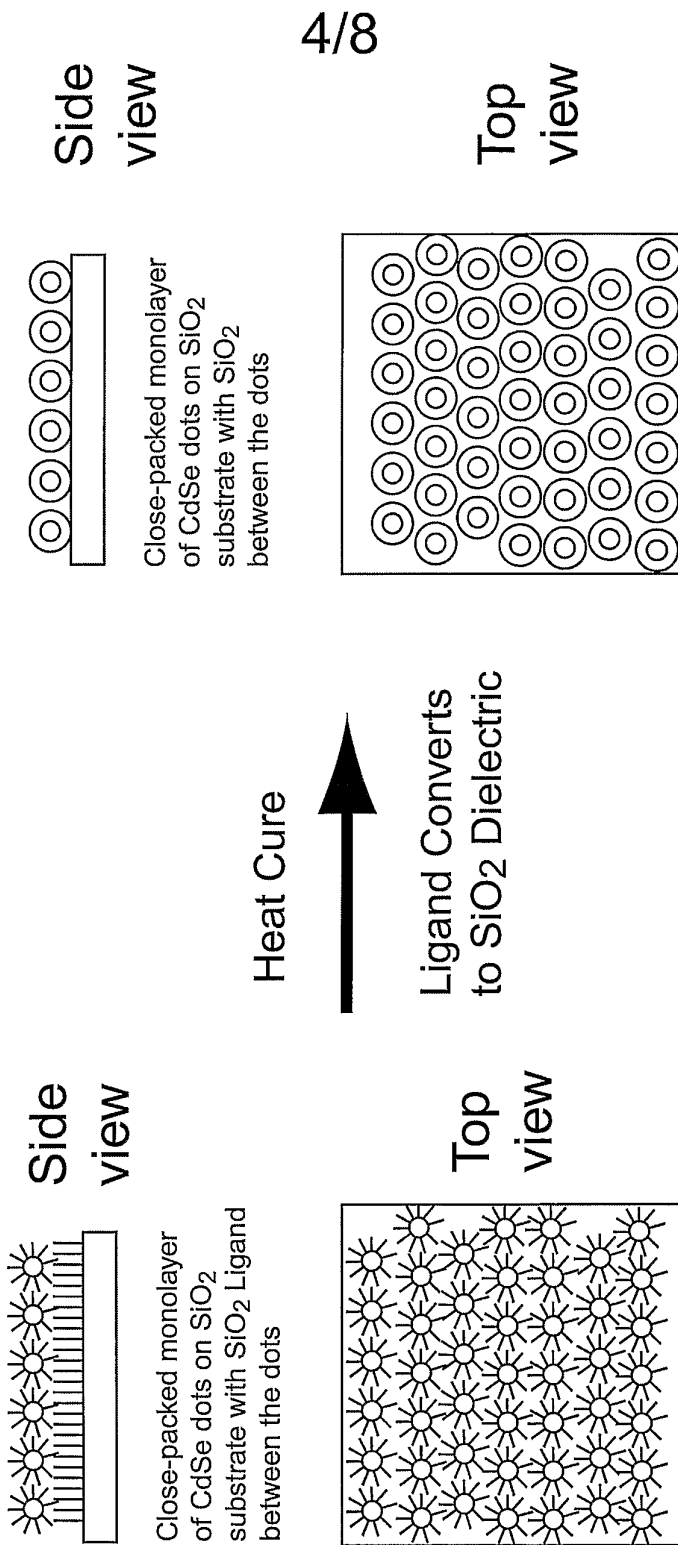 4/8
Side
view
Close-packed monolayer
of CdSe dots on SiO2
substrate with SiO2 Ligand
between the dots
Top
view
Heat Cure
Ligand Converts
to SiO2 Dielectric
Side
view
Close-packed monolayer
of CdSe dots on SiO2
substrate with SiO2
between the dots
Top
view